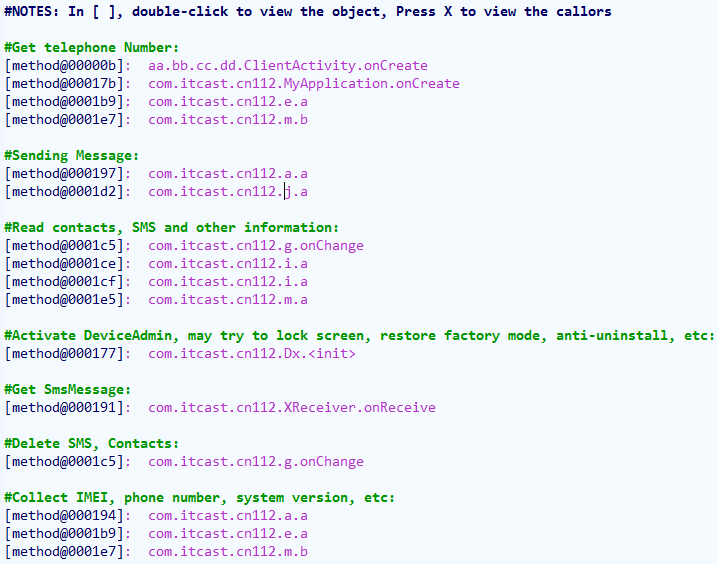 #NOTES: In [ ], double-click to view the object, Press X to view the callors
#Get telephone Number:
[method@00000b]: aa.bb.cc.dd.ClientActivity.onCreate
[method@00017b]: com.itcast.cn112.MyApplication.onCreate
[method@0001b9]: com.itcast.cn112.e.a
[method@0001e7]: com.itcast.cn112.m.b
#Sending Message:
[method@000197]: com.itcast.cn112.a.a
[method@0001d2]: com.itcast.cn112.j.a
#Read contacts, SMS and other information:
[method@0001c5]: com.itcast.cn112.g.onChange
[method@0001ce]: com.itcast.cn112.i.a
[method@0001cf]: com.itcast.cn112.i.a
[method@0001e5]: com.itcast.cn112.m.a
#Activate DeviceAdmin, may try to lock screen, restore factory mode, anti-uninstall, etc:
[method@000177]: com.itcast.cn112.Dx.<init>
#Get SmsMessage:
[method@000191]: com.itcast.cn112.XReceiver.onReceive
#Delete SMS, Contacts:
[method@0001c5]: com.itcast.cn112.g.onChange
#Collect IMEI, phone number, system version, etc:
[method@000194]: com.itcast.cn112.a.a
[method@0001b9]: com.itcast.cn112.e.a
[method@0001e7]: com.itcast.cn112.m.b